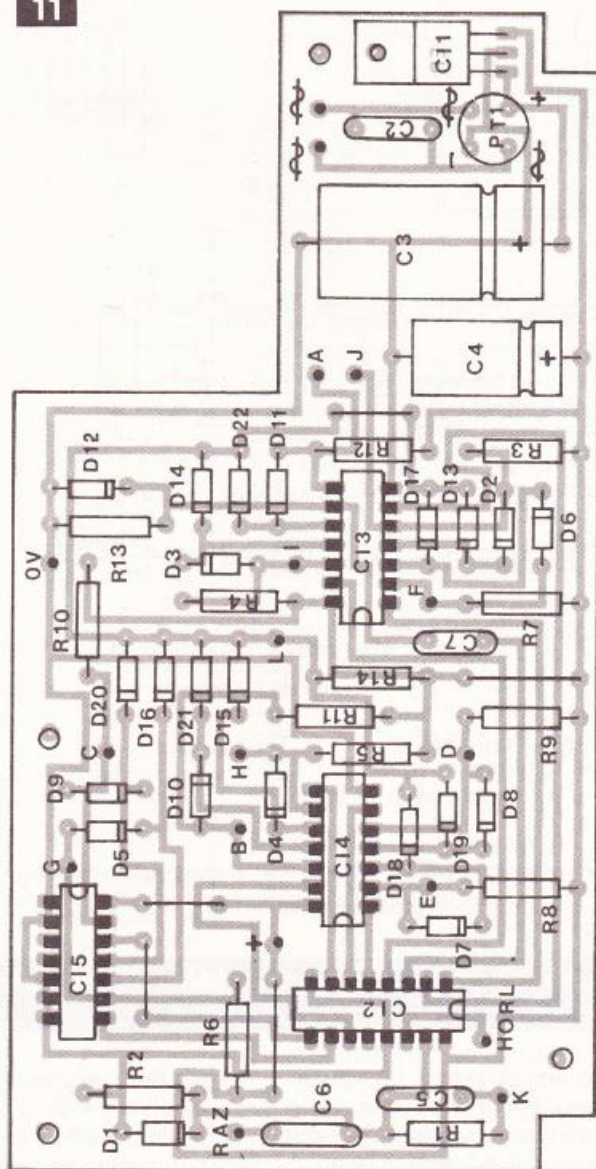 11
CI1
C2
PT1
+
-
C3
+
C4
+
A
J
D12
D22
D11
D14
R12
D17
D13
D2
R3
0V
R13
D3
I
CI3
D6
R10
R4
F
R7
L
C7
D20
D16
D21
D15
R14
R11
C
H
R5
D
R9
D9
D10
D4
B
CI4
D8
D5
D18
D19
G
E
R8
CI5
+
D7
R6
CI2
HORL
R2
D1
RAZ
C6
C5
R1
K